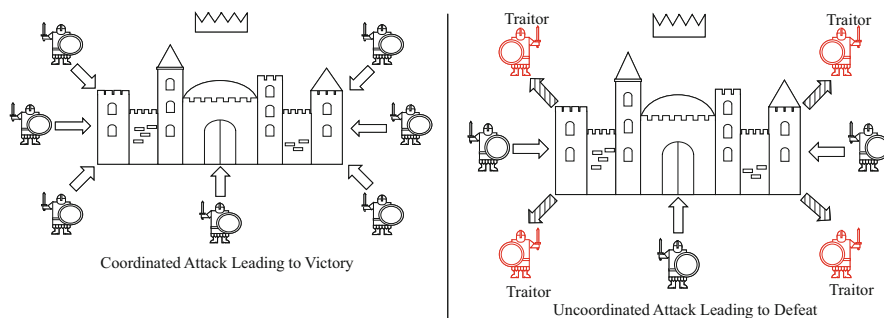 Coordinated Attack Leading to Victory
Traitor
Traitor
Traitor
Traitor
Uncoordinated Attack Leading to Defeat